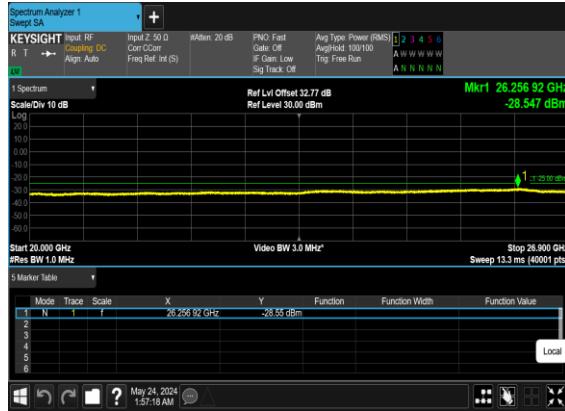 Spectrum Analyzer 1
Swept SA
KEYSIGHT Input: RF Input Z: 50 Ω #Atten: 20 dB PNO: Fast Avg Type: Power (RMS) 1 2 3 4 5 6
R T Coupling: DC Corr CCorr Gate: Off Avg|Hold: 100/100 A W W W W W
Align: Auto Freq Ref: Int (S) IF Gain: Low Trig: Free Run
Sig Track: Off A N N N N N
1 Spectrum Ref Lvl Offset 32.77 dB Mkr1 26.256 92 GHz
Scale/Div 10 dB Ref Level 30.00 dBm -28.547 dBm
Log
20.0
10.0
0.00
-10.0
-20.0 1
-30.0
-40.0
-50.0
-60.0
Start 20.000 GHz Video BW 3.0 MHz* Stop 26.900 GHz
#Res BW 1.0 MHz Sweep 13.3 ms (40001 pts)
5 Marker Table
Mode Trace Scale X Y Function Function Width Function Value
1 N 1 f 26.256 92 GHz -28.55 dBm
2
3
4
5
6
Local
? May 24, 2024
1:57:18 AM